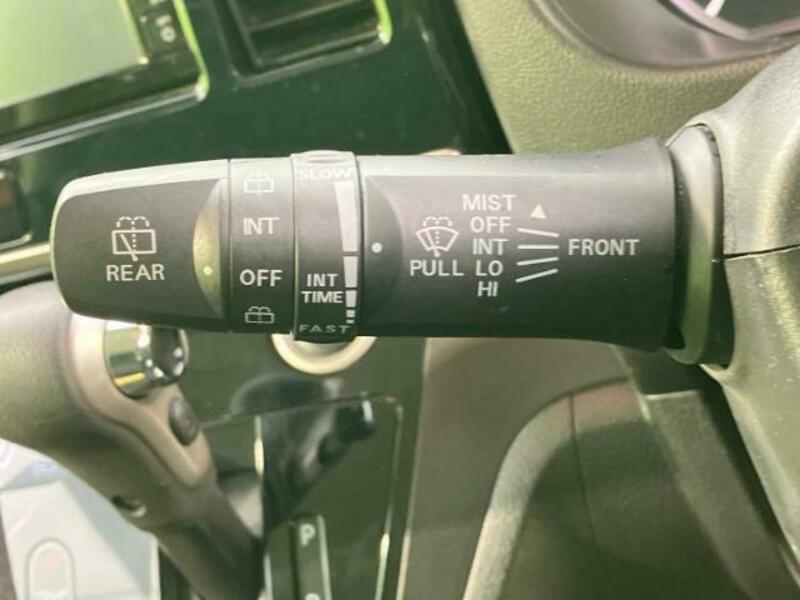 REAR
INT
OFF
SLOW
INT
TIME
FAST
PULL
MIST
OFF
INT
LO
HI
FRONT
P